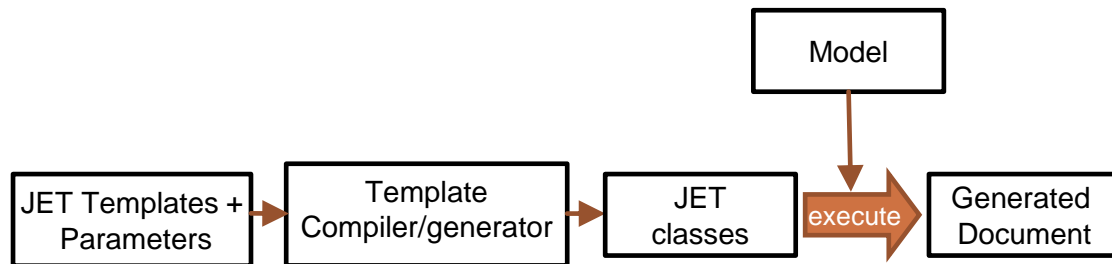 Model
JET Templates +
Parameters
Template
Compiler/generator
JET
classes
execute
Generated
Document